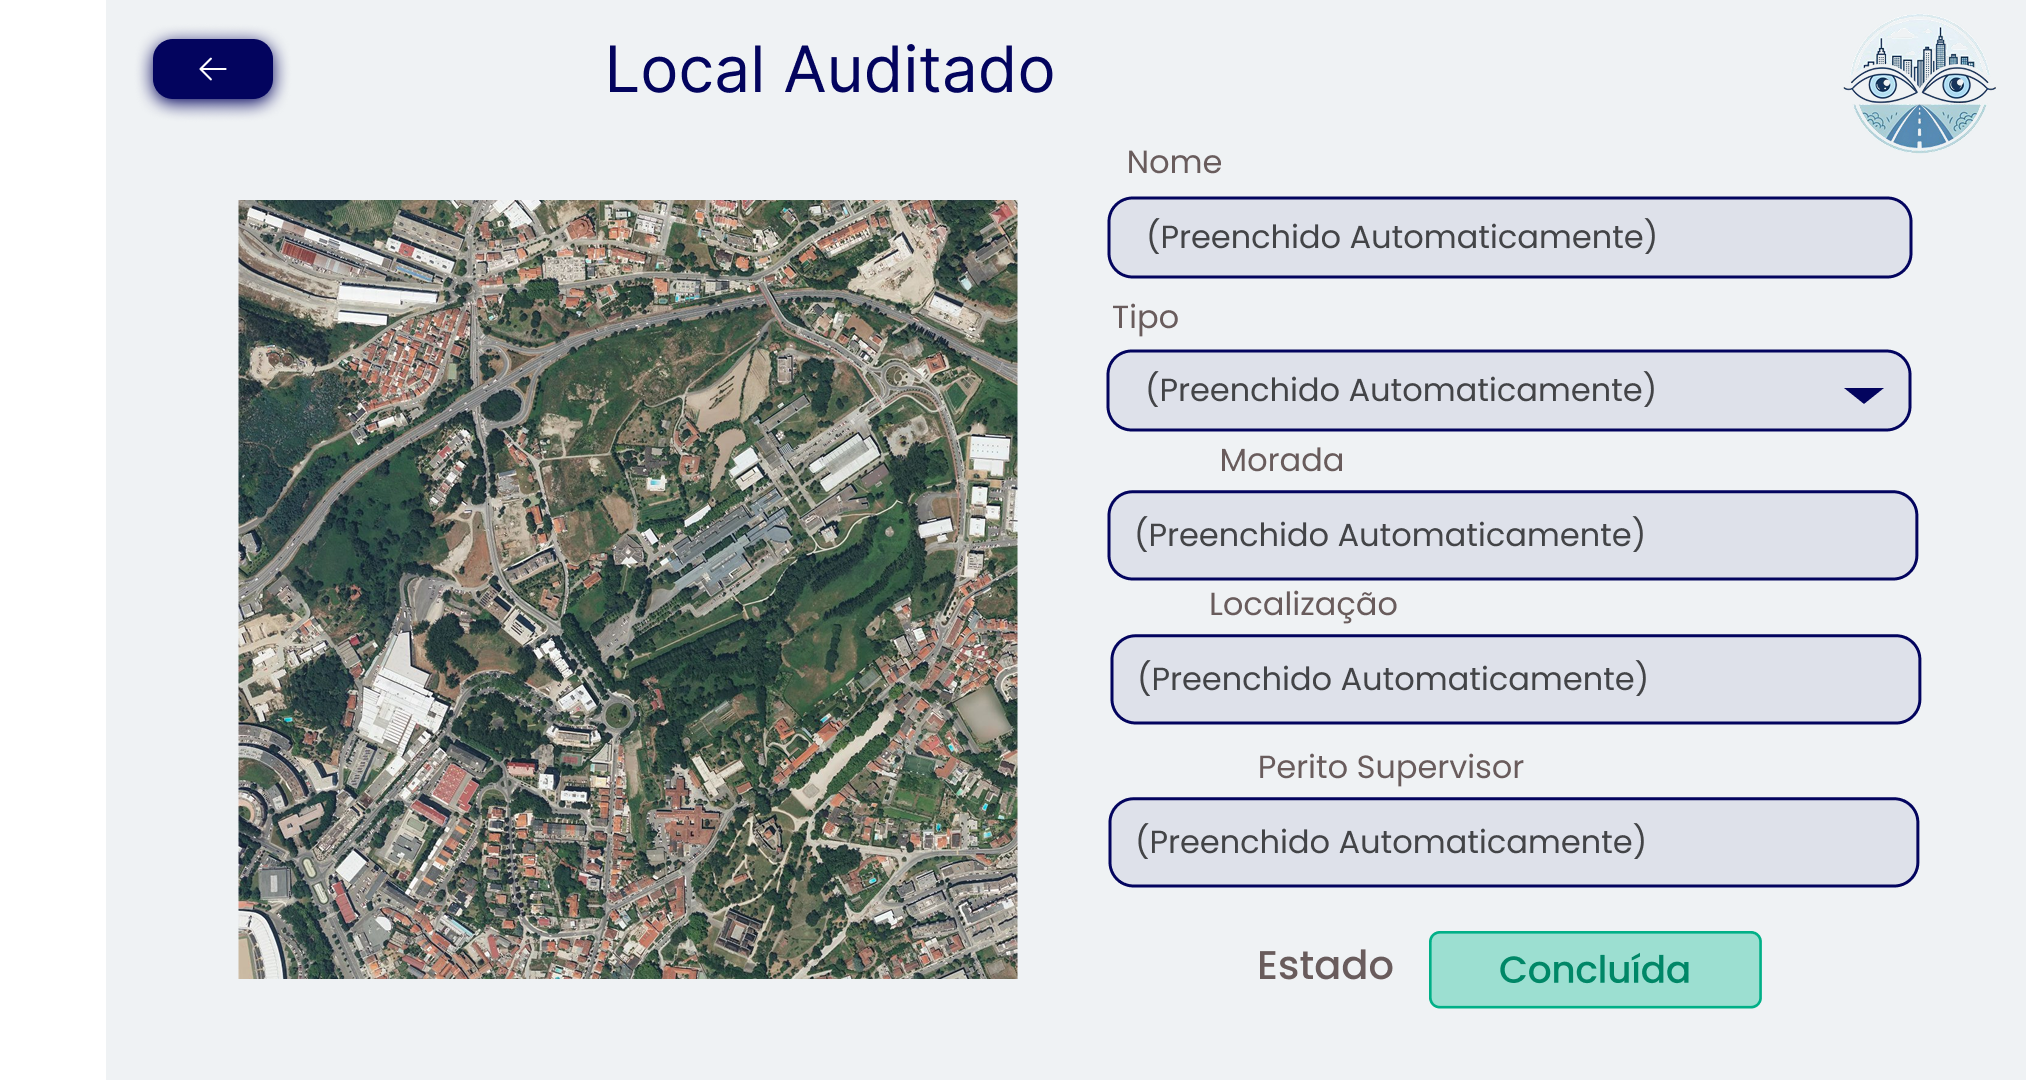 Local Auditado
Nome
(Preenchido Automaticamente)
Tipo
(Preenchido Automaticamente)
Morada
(Preenchido Automaticamente)
Localização
(Preenchido Automaticamente)
Perito Supervisor
(Preenchido Automaticamente)
Estado
Concluída